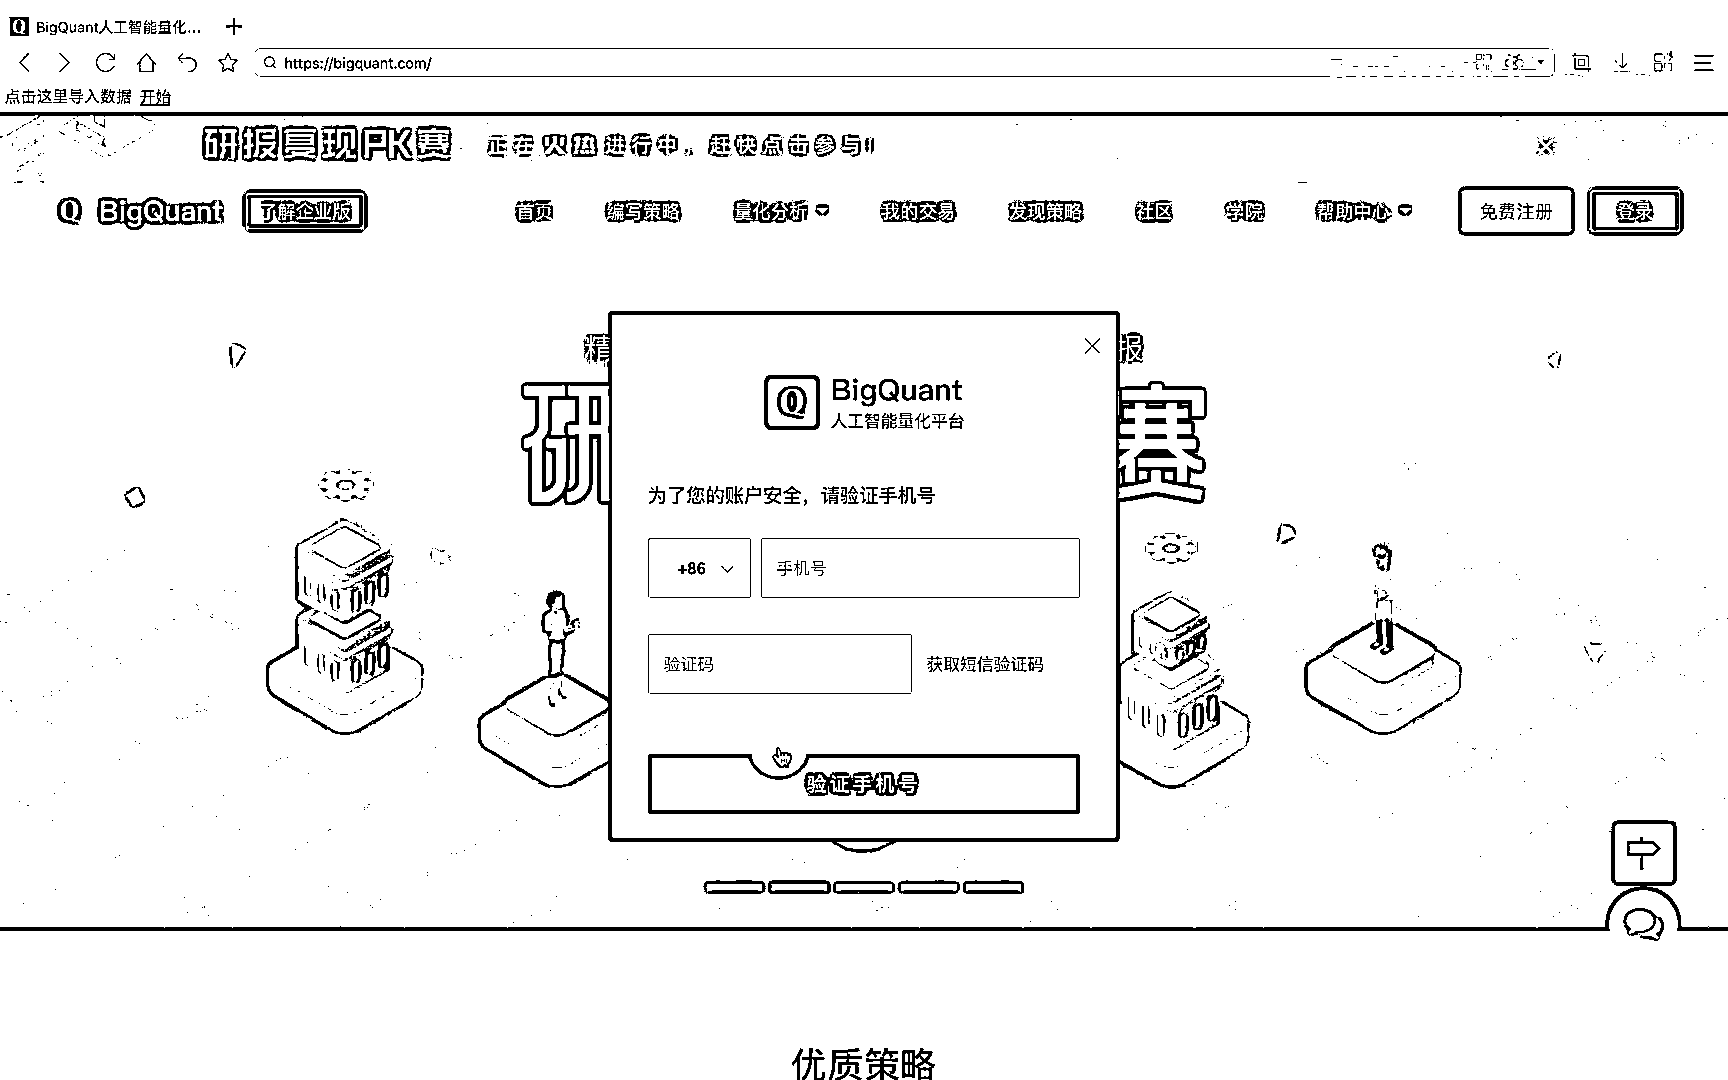 BigQuant人工智能量化...
https://bigquant.com/
点击这里导入数据 开始
研报复现PK赛 正在火热进行中，赶快点击参与!!
BigQuant 了解企业版 首页 编写策略 量化分析 我的交易 发现策略 社区 学院 帮助中心 免费注册 登录
精 报
研 赛
BigQuant
人工智能量化平台
为了您的账户安全，请验证手机号
+86 手机号
验证码 获取短信验证码
验证手机号
优质策略